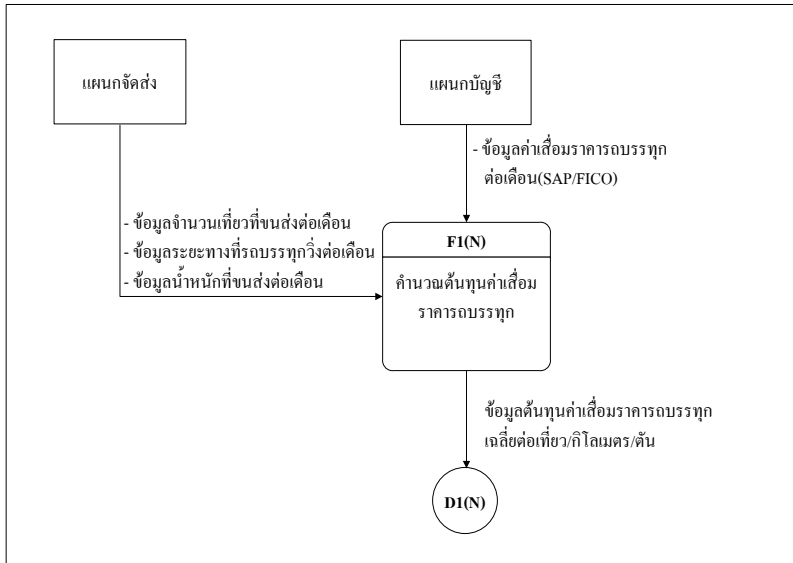 แผนกจัดส่ง
แผนกบัญชี
- ข้อมูลค่าเสื่อมราคารถบรรทุก
ต่อเดือน(SAP/FICO)
- ข้อมูลจำนวนเที่ยวที่ขนส่งต่อเดือน
- ข้อมูลระยะทางที่รถบรรทุกวิ่งต่อเดือน
- ข้อมูลน้ำหนักที่ขนส่งต่อเดือน
F1(N)
คำนวณต้นทุนค่าเสื่อม
ราคารถบรรทุก
ข้อมูลต้นทุนค่าเสื่อมราคารถบรรทุก
เฉลี่ยต่อเที่ยว/กิโลเมตร/ตัน
D1(N)